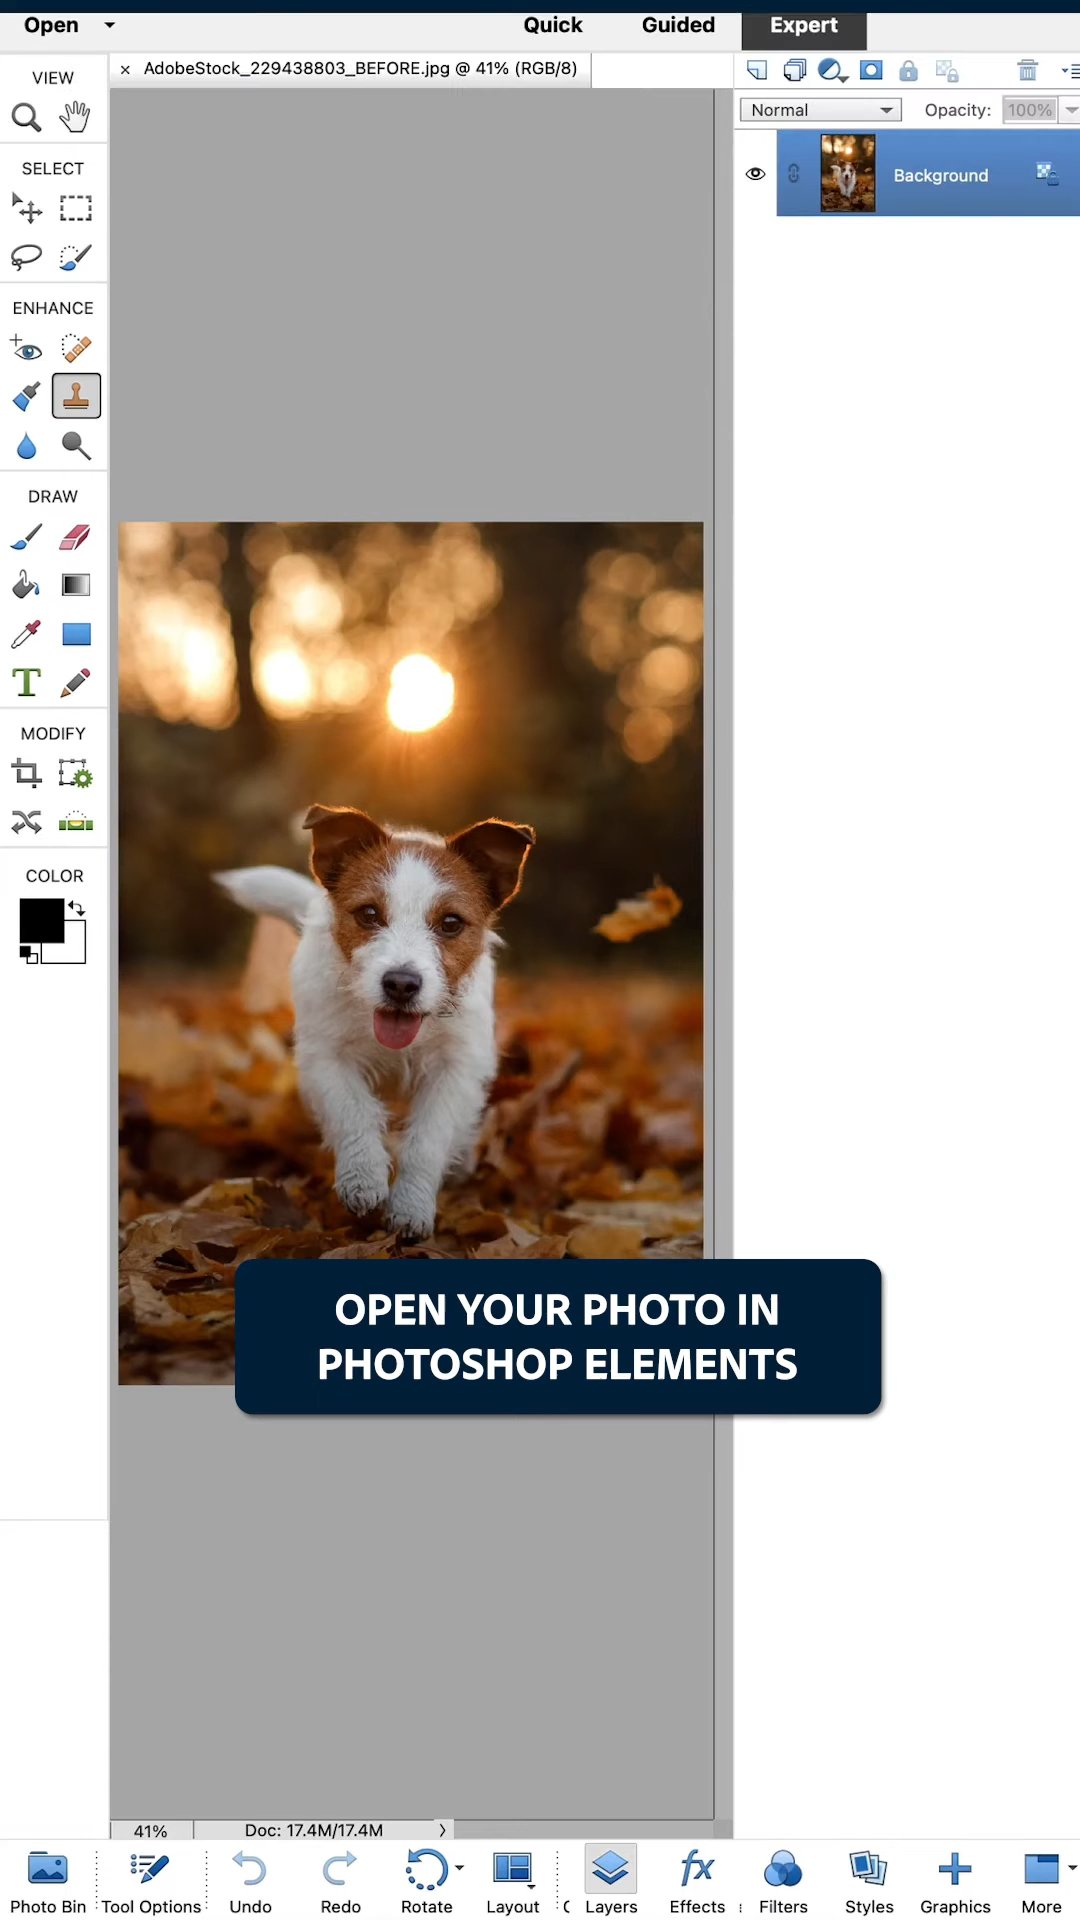 Open
Quick
Guided
Expert
VIEW
× AdobeStock_229438803_BEFORE.jpg @ 41% (RGB/8)
Normal
Opacity: 100%
SELECT
Background
ENHANCE
DRAW
T
MODIFY
COLOR
OPEN YOUR PHOTO IN
PHOTOSHOP ELEMENTS
41%
Doc: 17.4M/17.4M
fx
Photo Bin
Tool Options
Undo
Redo
Rotate
Layout
Layers
Effects
Filters
Styles
Graphics
More